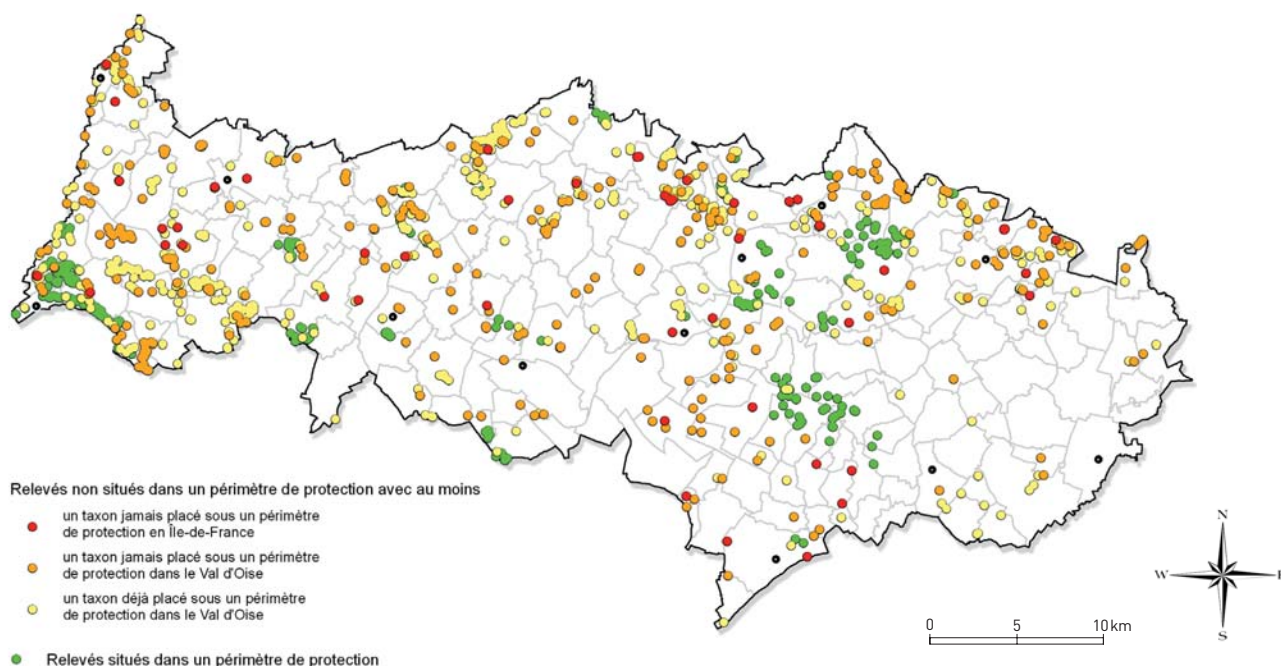 Relevés non situés dans un périmètre de protection avec au moins
un taxon jamais placé sous un périmètre
de protection en Île-de-France
un taxon jamais placé sous un périmètre
de protection dans le Val d'Oise
un taxon déjà placé sous un périmètre
de protection dans le Val d'Oise
Relevés situés dans un périmètre de protection
N
W
E
S
0 5 10 km